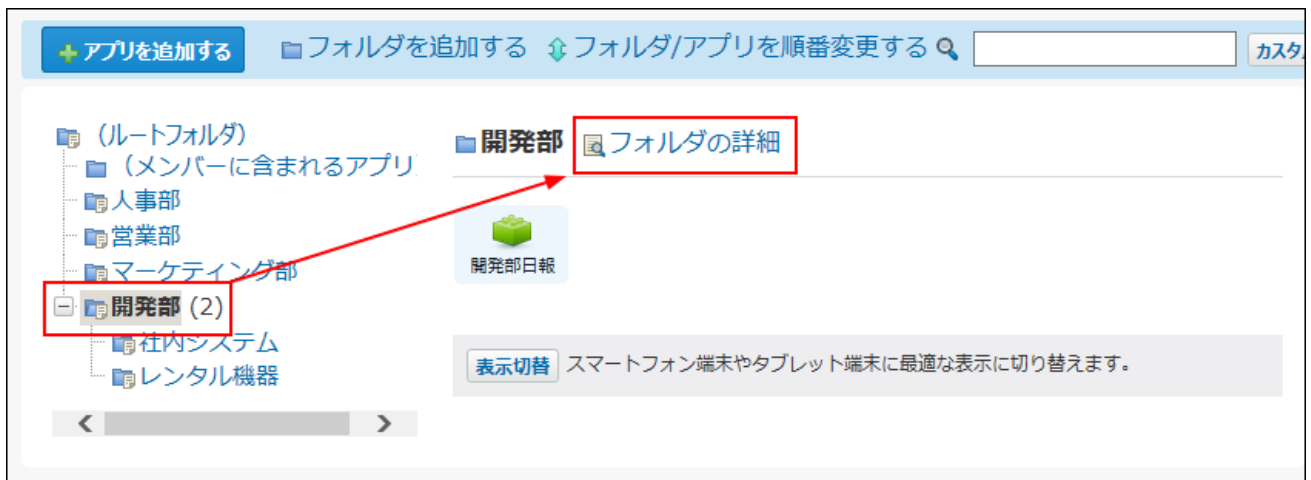 アプリを追加する フォルダを追加する フォルダ/アプリを順番変更する カスタ
(ルートフォルダ)
(メンバーに含まれるアプリ
人事部
営業部
マーケティング部
開発部 (2)
社内システム
レンタル機器
開発部 フォルダの詳細
開発部日報
表示切替 スマートフォン端末やタブレット端末に最適な表示に切り替えます。